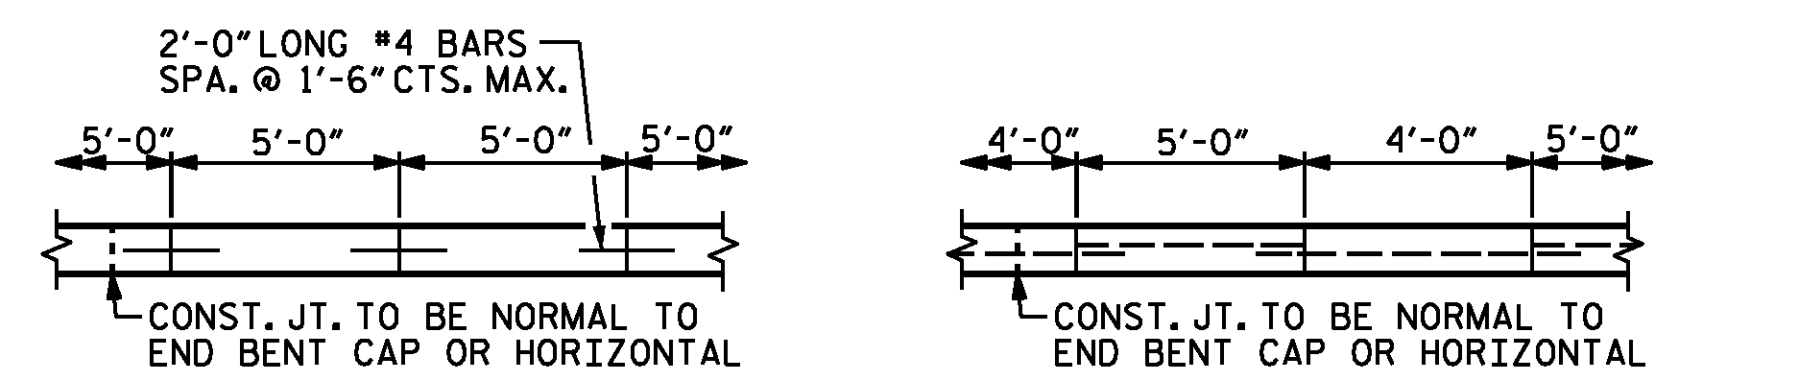 2'-0" LONG #4 BARS
SPA. @ 1'-6" CTS. MAX.
5'-0" 5'-0" 5'-0" 5'-0"
CONST. JT. TO BE NORMAL TO
END BENT CAP OR HORIZONTAL
4'-0" 5'-0" 4'-0" 5'-0"
CONST. JT. TO BE NORMAL TO
END BENT CAP OR HORIZONTAL